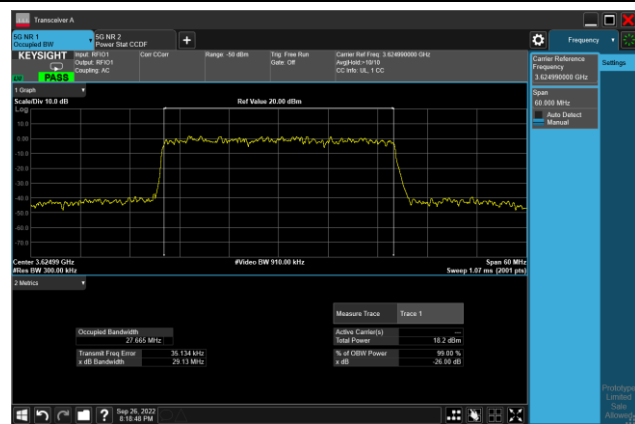 Transceiver A
5G NR 1
Occupied BW
5G NR 2
Power Stat CCDF
Frequency
KEYSIGHT
PASS
Input: RFIO1
Output: RFIO1
Coupling: AC
Corr CCorr
Range: -50 dBm
Trig: Free Run
Gate: Off
Carrier Ref Freq: 3.624990000 GHz
Avg|Hold:>10/10
CC Info: UL, 1 CC
Carrier Reference
Frequency
3.624990000 GHz
Settings
Span
60.000 MHz
Auto Detect
Manual
1 Graph
Scale/Div 10.0 dB
Ref Value 20.00 dBm
Log
10.0
0.00
-10.0
-20.0
-30.0
-40.0
-50.0
-60.0
-70.0
Center 3.62499 GHz
#Video BW 910.00 kHz
Span 60 MHz
#Res BW 300.00 kHz
Sweep 1.07 ms (2001 pts)
2 Metrics
Measure Trace
Trace 1
Occupied Bandwidth
27.665 MHz
Active Carrier(s)
---
Total Power
18.2 dBm
Transmit Freq Error
35.134 kHz
x dB Bandwidth
29.13 MHz
% of OBW Power
99.00 %
x dB
-26.00 dB
Prototype
Limited
Sale
Allowed
Sep 26, 2022
8:18:48 PM